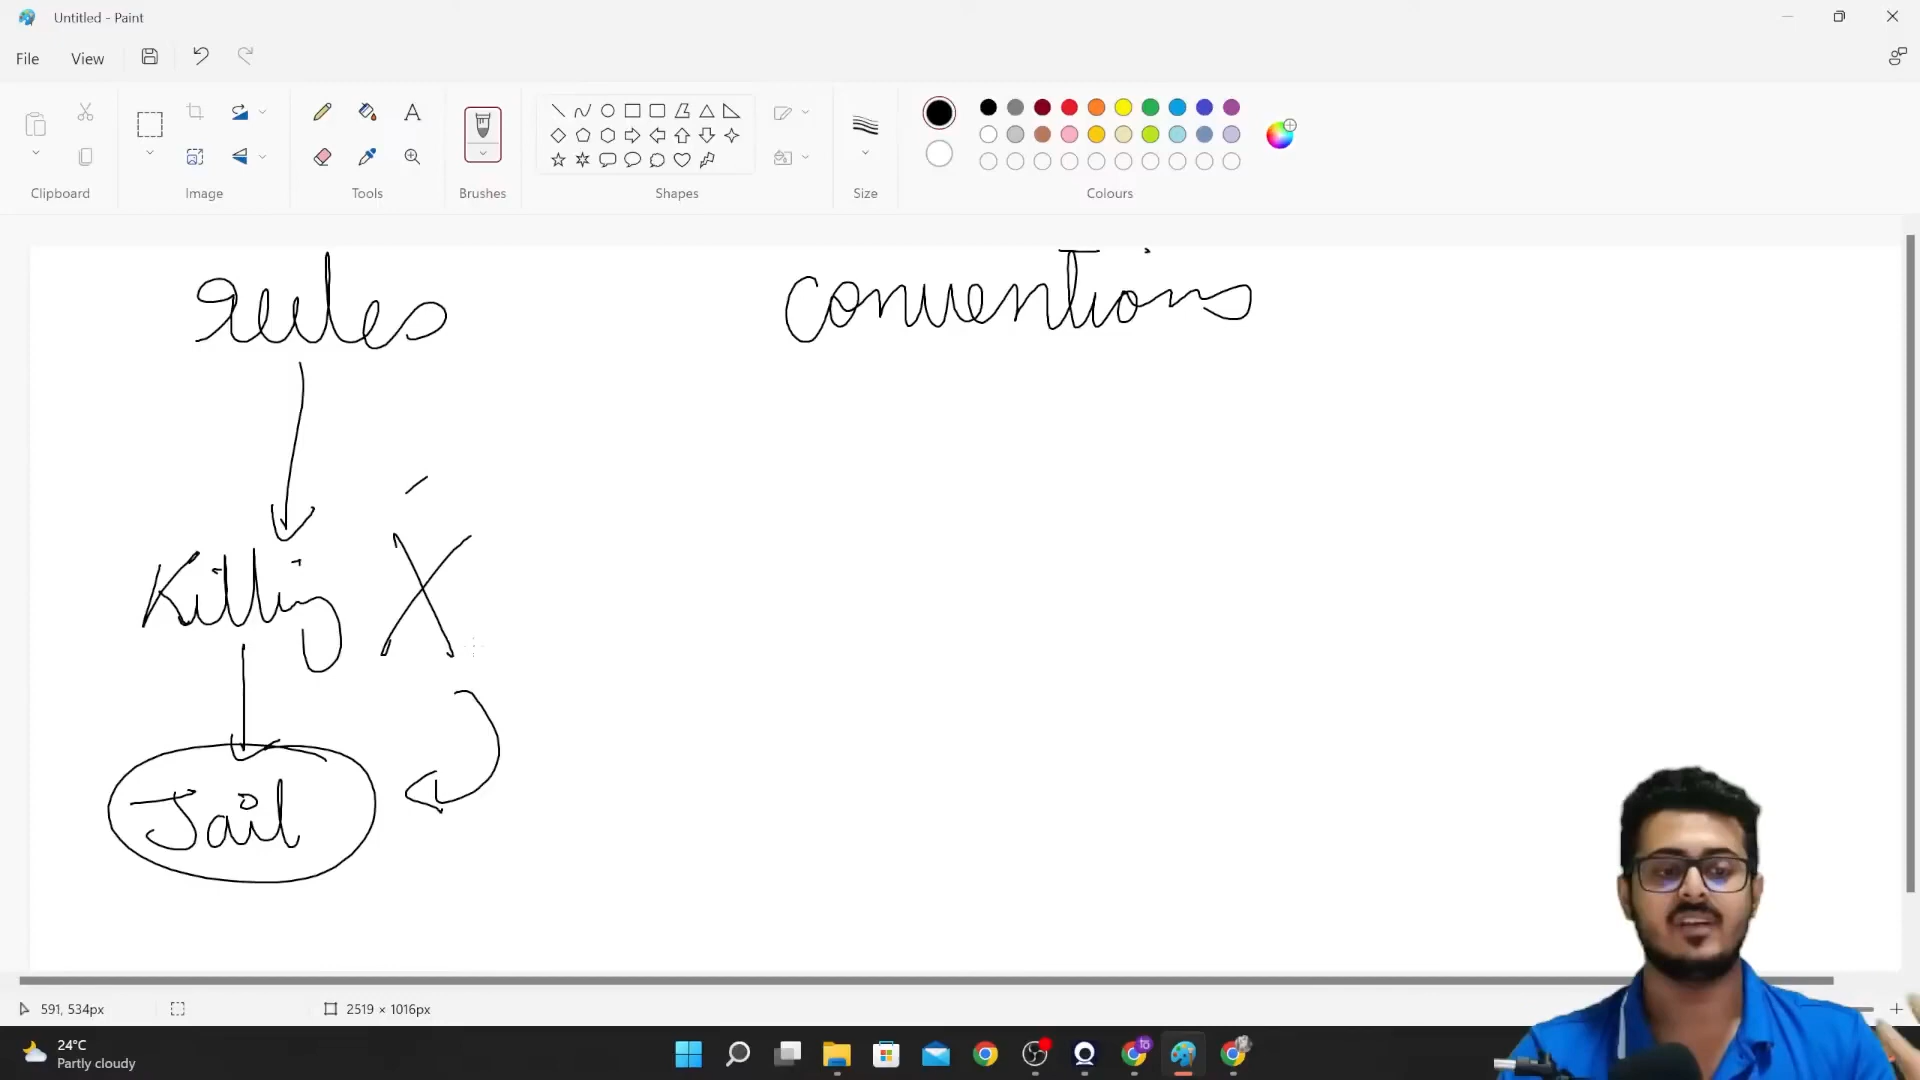 Untitled - Paint
File View
Clipboard Image Tools Brushes Shapes Size Colours
rules conventions
Killing X
Jail
591, 534px 2519 × 1016px
24°C
Partly cloudy